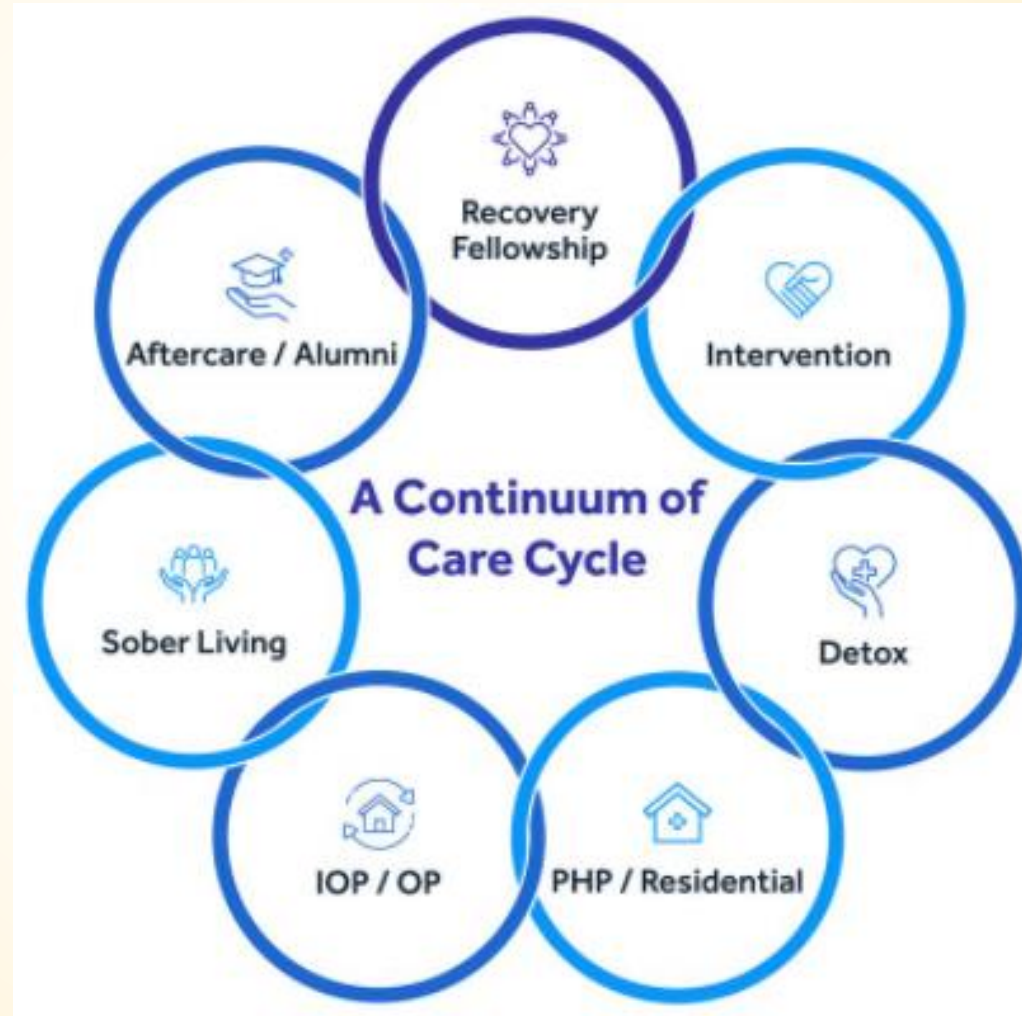 Recovery
Fellowship
Intervention
Detox
PHP / Residential
IOP / OP
Sober Living
Aftercare / Alumni
A Continuum of
Care Cycle